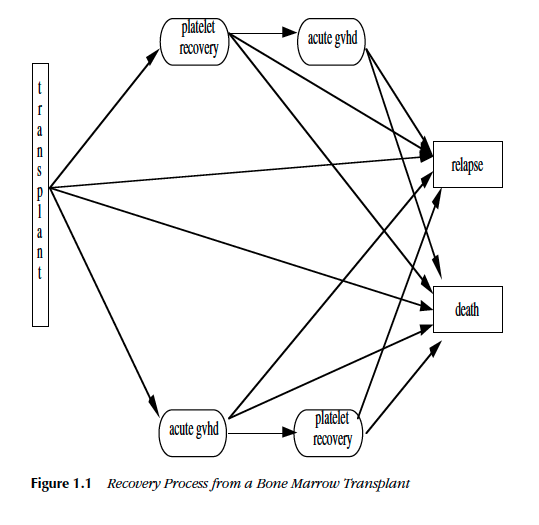 platelet
recovery
acute gvhd
transplant
relapse
death
acute gvhd
platelet
recovery
Figure 1.1 Recovery Process from a Bone Marrow Transplant